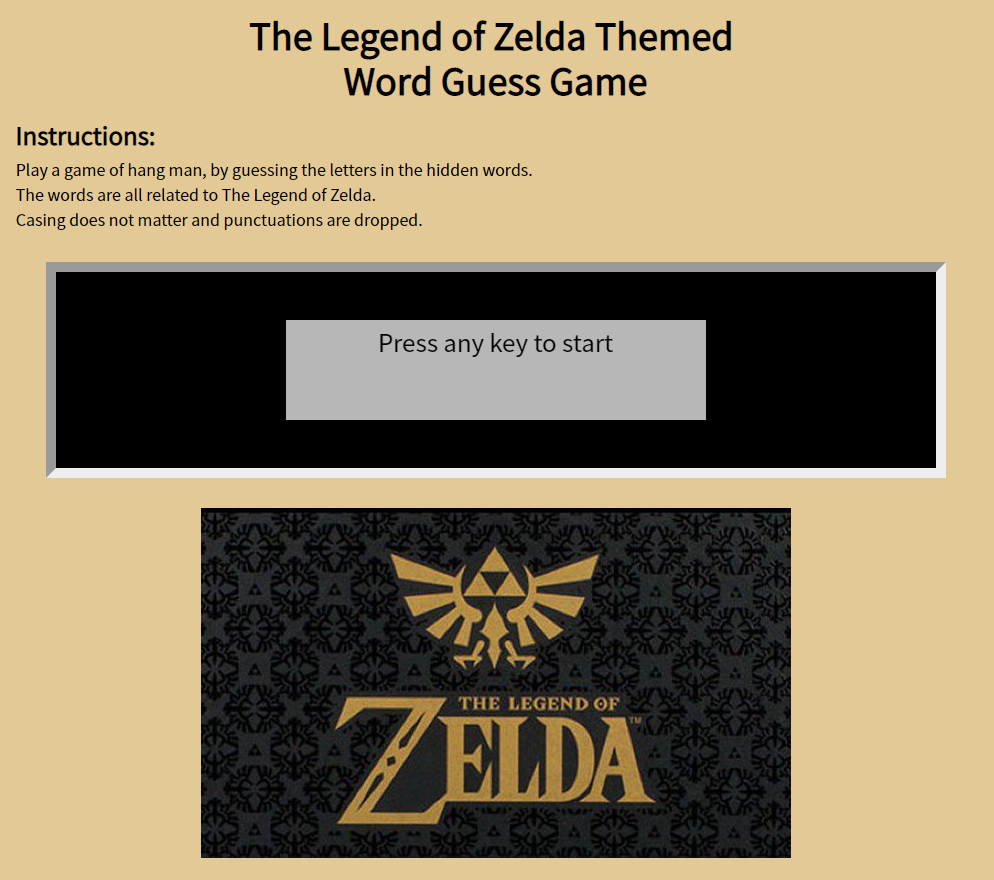 The Legend of Zelda Themed
Word Guess Game
Instructions:
Play a game of hang man, by guessing the letters in the hidden words.
The words are all related to The Legend of Zelda.
Casing does not matter and punctuations are dropped.
Press any key to start
THE LEGEND OF
ZELDA™